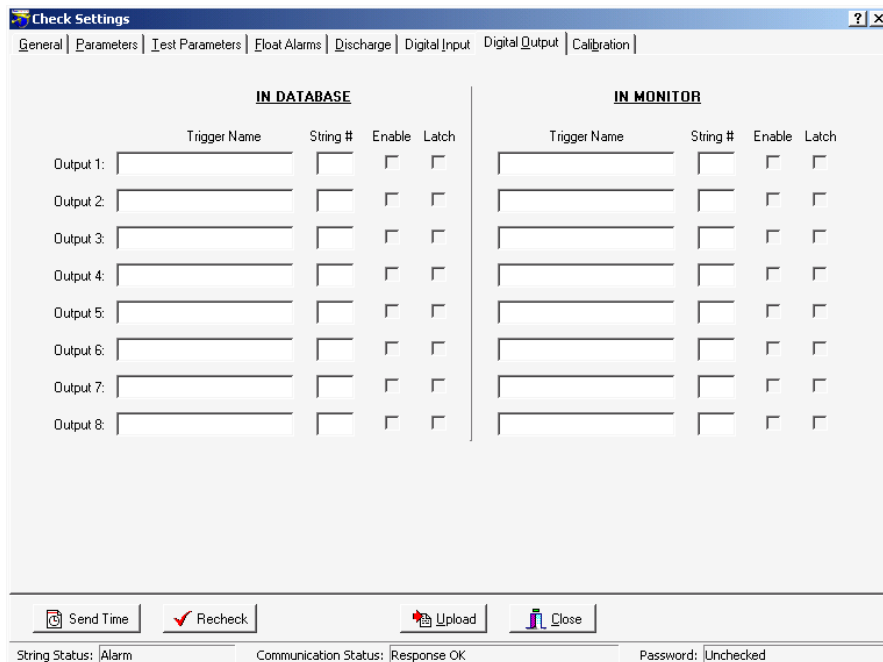 Check Settings
General Parameters Test Parameters Float Alarms Discharge Digital Input Digital Output Calibration
IN DATABASE IN MONITOR
Trigger Name String # Enable Latch Trigger Name String # Enable Latch
Output 1:
Output 2:
Output 3:
Output 4:
Output 5:
Output 6:
Output 7:
Output 8:
Send Time Recheck Upload Close
String Status: Alarm Communication Status: Response OK Password: Unchecked